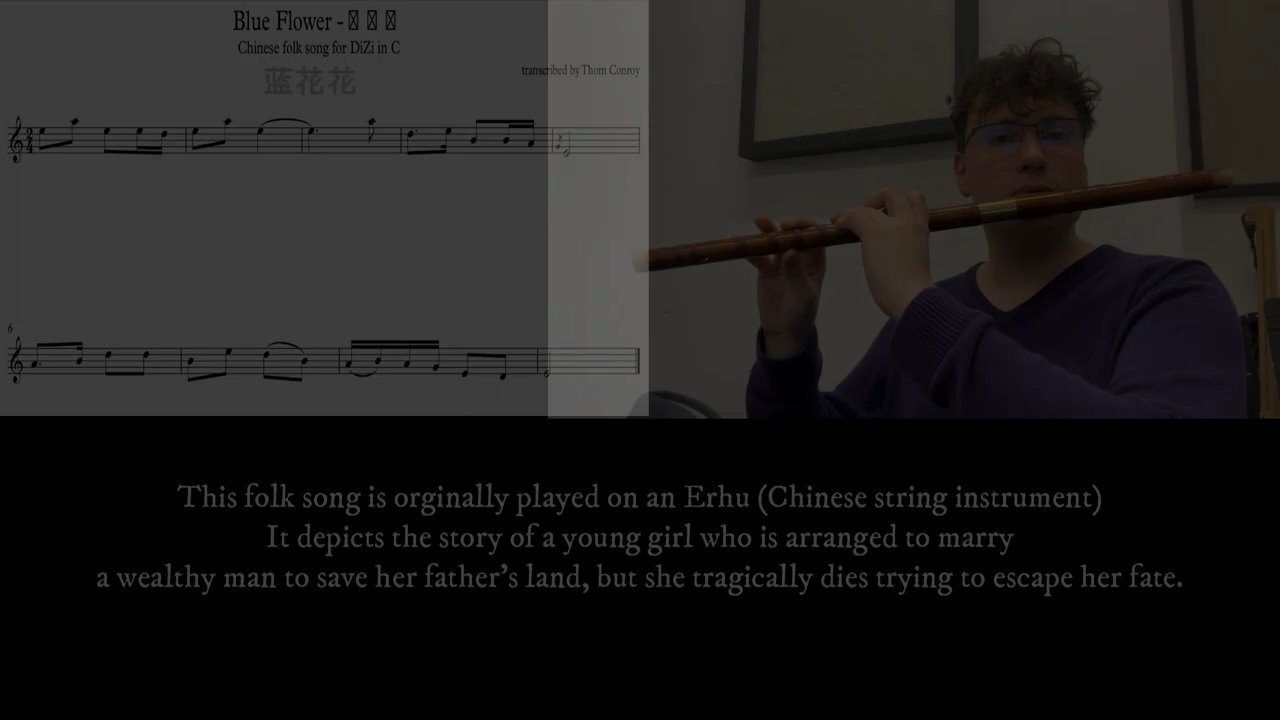 Blue Flower - 
Chinese folk song for DiZi in C
蓝花花
transcribed by Thom Conroy
6
This folk song is orginally played on an Erhu (Chinese string instrument)
It depicts the story of a young girl who is arranged to marry
a wealthy man to save her father's land, but she tragically dies trying to escape her fate.